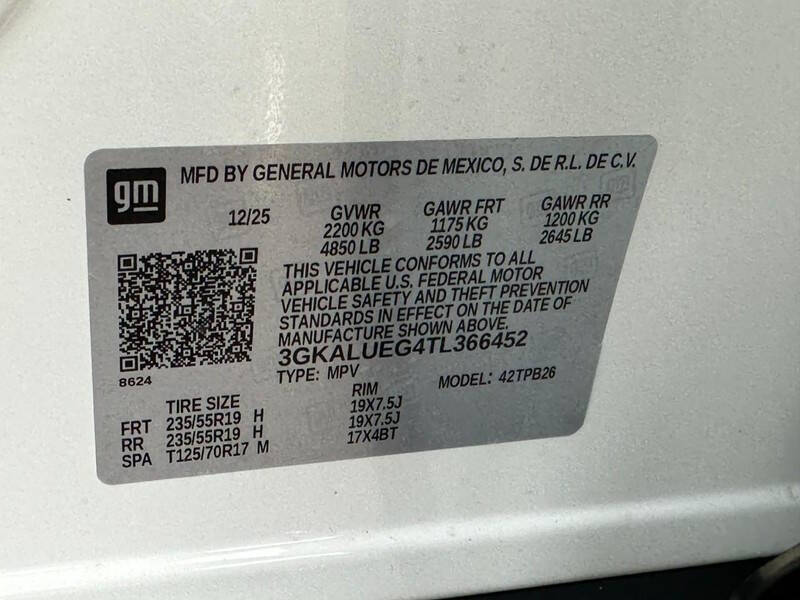 gm MFD BY GENERAL MOTORS DE MEXICO, S. DE R.L. DE C.V.
12/25 GVWR GAWR FRT GAWR RR
2200 KG 1175 KG 1200 KG
4850 LB 2590 LB 2645 LB
THIS VEHICLE CONFORMS TO ALL
APPLICABLE U.S. FEDERAL MOTOR
VEHICLE SAFETY AND THEFT PREVENTION
STANDARDS IN EFFECT ON THE DATE OF
MANUFACTURE SHOWN ABOVE.
3GKALUEG4TL366452
8624
TYPE: MPV MODEL: 42TPB26
TIRE SIZE RIM
FRT 235/55R19 H 19X7.5J
RR 235/55R19 H 19X7.5J
SPA T125/70R17 M 17X4BT